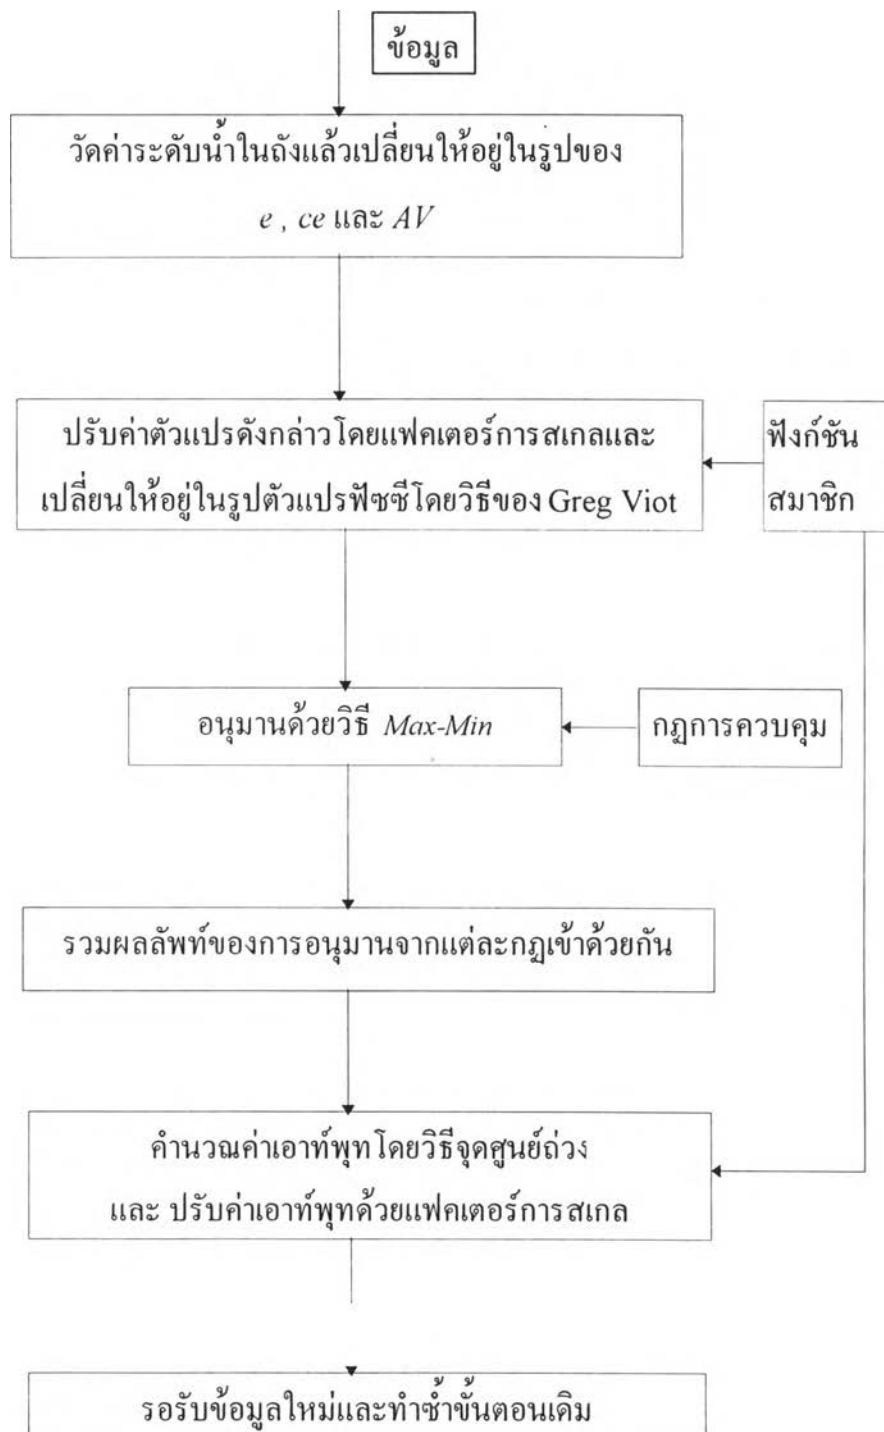 ข้อมูล
วัดค่าระดับน้ำในถังแล้วเปลี่ยนให้อยู่ในรูปของ
e , ce และ AV
ปรับค่าตัวแปรดังกล่าวโดยแฟคเตอร์การสเกลและ
เปลี่ยนให้อยู่ในรูปตัวแปรฟัซซีโดยวิธีของ Greg Viot
ฟังก์ชัน
สมาชิก
อนุมานด้วยวิธี Max-Min
กฎการควบคุม
รวมผลลัพท์ของการอนุมานจากแต่ละกฎเข้าด้วยกัน
คำนวณค่าเอาท์พุทโดยวิธีจุดศูนย์ถ่วง
และ ปรับค่าเอาท์พุทด้วยแฟคเตอร์การสเกล
รอรับข้อมูลใหม่และทำซ้ำขั้นตอนเดิม